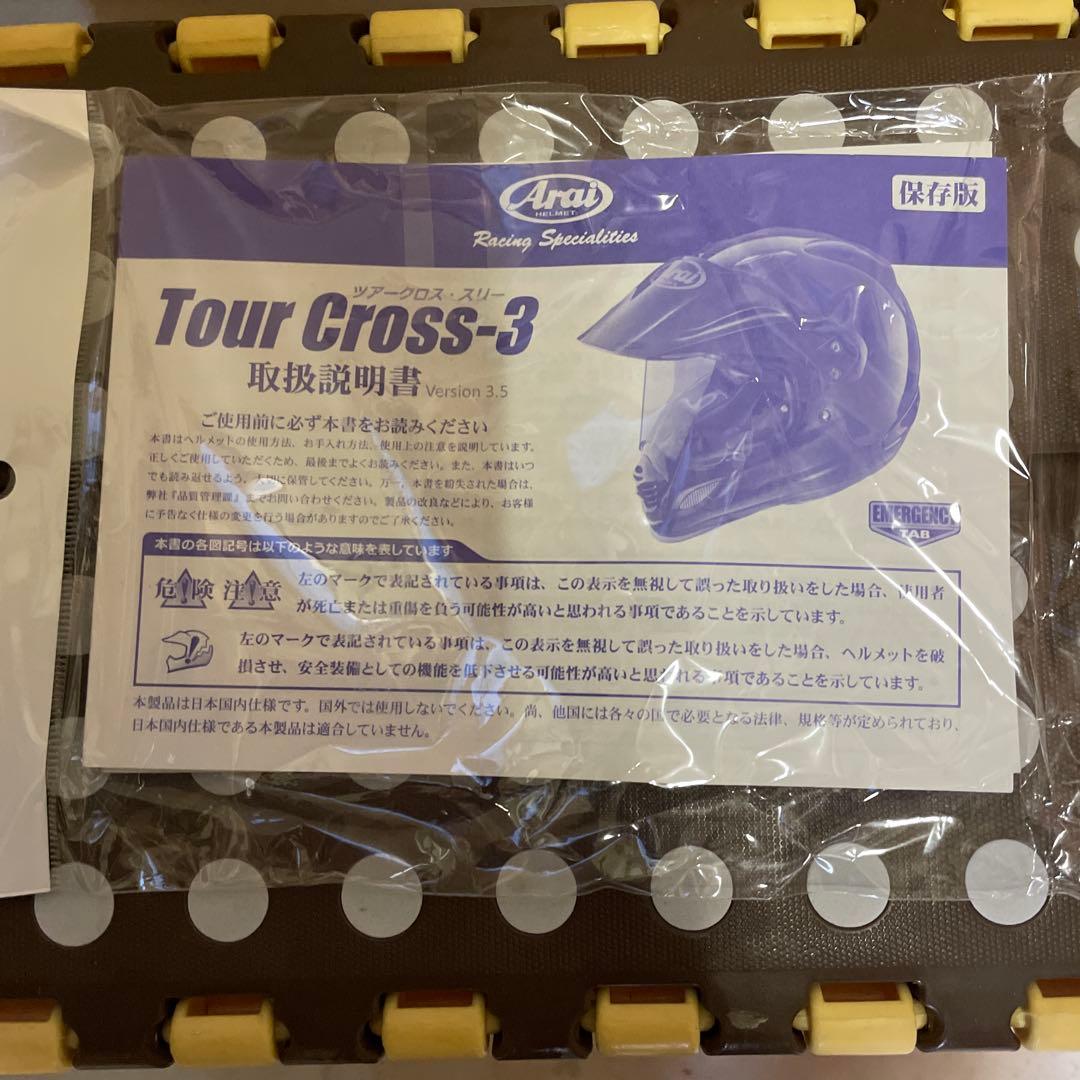 Arai
HELMET
Racing Specialities
保存版
Arai
ツアークロス・スリー
Tour Cross-3
取扱説明書 Version 3.5
ご使用前に必ず本書をお読みください
本書はヘルメットの使用方法、お手入れ方法、使用上の注意を説明しています。
正しくご使用していただくため、最後までよくお読みください。また、本書はいつ
でも読み返せるよう、大切に保管してください。万一、本書を紛失された場合は、
弊社『品質管理課』までお問い合わせください。製品の改良などにより、お客様
に予告なく仕様の変更を行う場合がありますのでご了承ください。
EMERGENCY
TAB
本書の各図記号は以下のような意味を表しています
危険 注意 左のマークで表記されている事項は、この表示を無視して誤った取り扱いをした場合、使用者
が死亡または重傷を負う可能性が高いと思われる事項であることを示しています。
左のマークで表記されている事項は、この表示を無視して誤った取り扱いをした場合、ヘルメットを破
損させ、安全装備としての機能を低下させる可能性が高いと思われる事項であることを示しています。
本製品は日本国内仕様です。国外では使用しないでください。尚、他国には各々の国で必要となる法律、規格等が定められており、
日本国内仕様である本製品は適合していません。